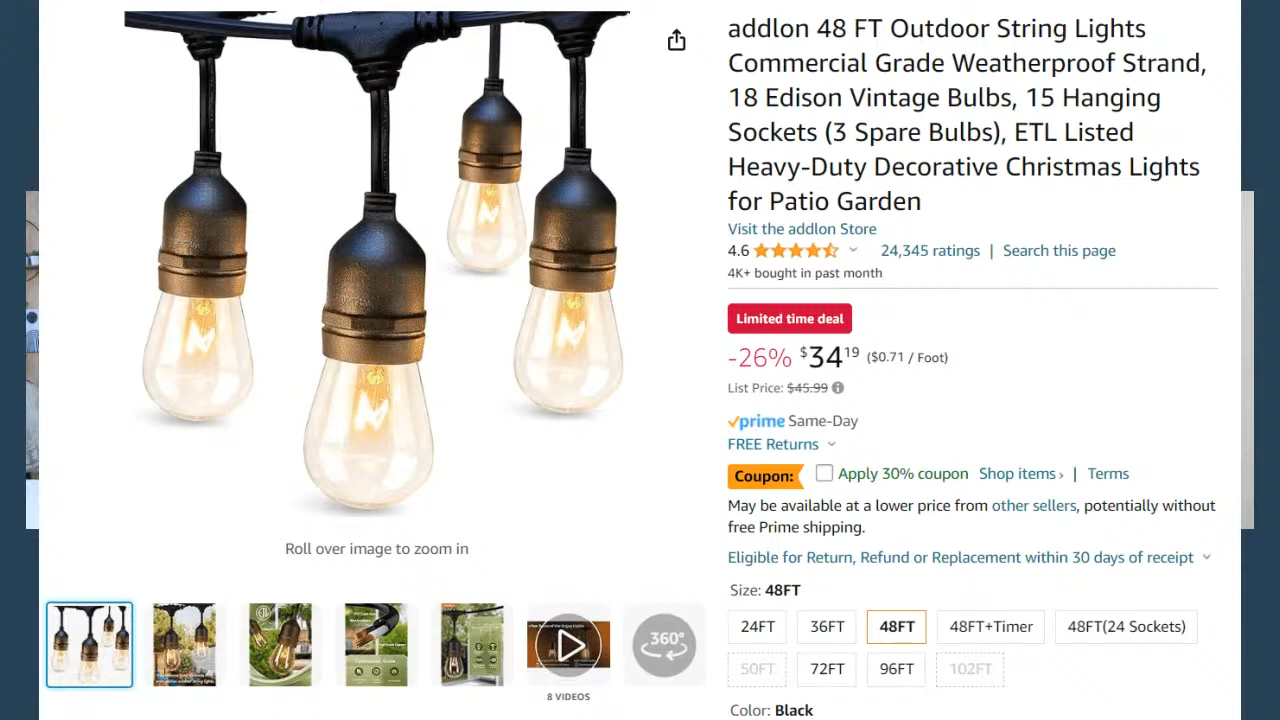 addlon 48 FT Outdoor String Lights
Commercial Grade Weatherproof Strand,
18 Edison Vintage Bulbs, 15 Hanging
Sockets (3 Spare Bulbs), ETL Listed
Heavy-Duty Decorative Christmas Lights
for Patio Garden
Visit the addlon Store
4.6 24,345 ratings | Search this page
4K+ bought in past month
Limited time deal
-26% $34 19 ($0.71 / Foot)
List Price: $45.99
prime Same-Day
FREE Returns
Coupon: Apply 30% coupon Shop items › | Terms
May be available at a lower price from other sellers, potentially without
free Prime shipping.
Eligible for Return, Refund or Replacement within 30 days of receipt
Size: 48FT
24FT 36FT 48FT 48FT+Timer 48FT(24 Sockets)
50FT 72FT 96FT 102FT
Color: Black
Roll over image to zoom in
360°
8 VIDEOS